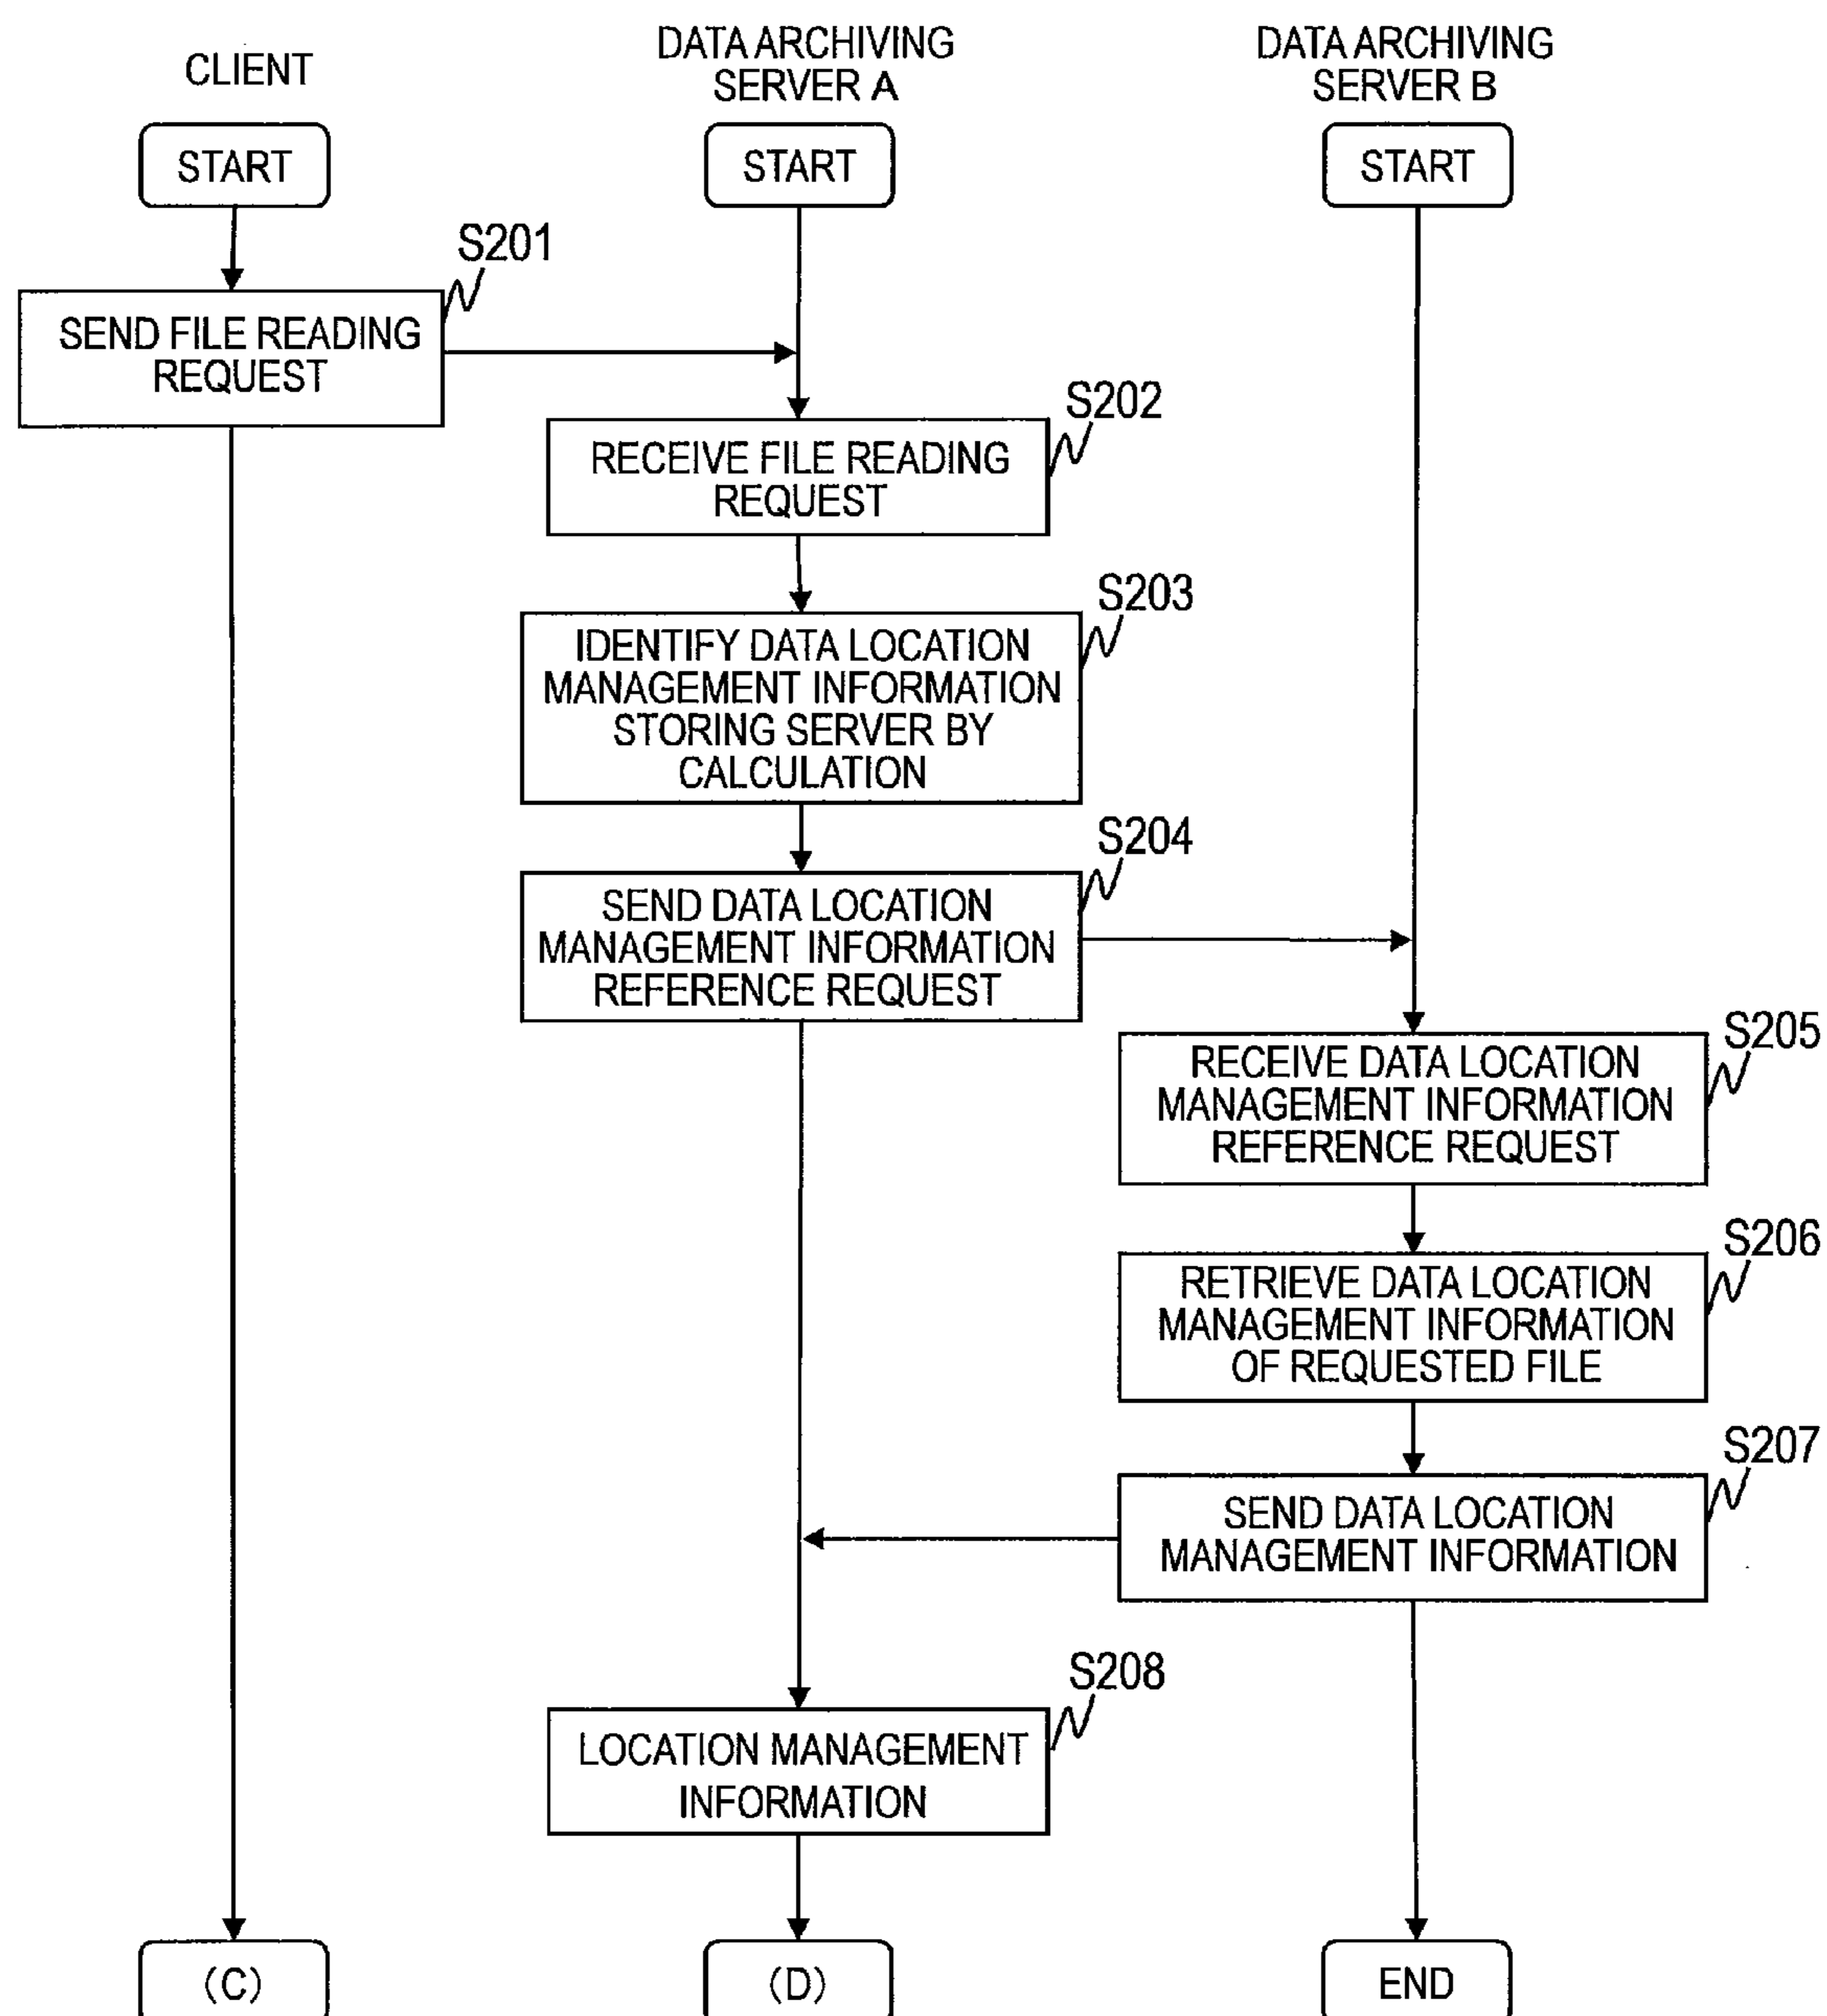 CLIENT
DATA ARCHIVING
SERVER A
DATA ARCHIVING
SERVER B
START
START
START
S201
SEND FILE READING
REQUEST
S202
RECEIVE FILE READING
REQUEST
S203
IDENTIFY DATA LOCATION
MANAGEMENT INFORMATION
STORING SERVER BY
CALCULATION
S204
SEND DATA LOCATION
MANAGEMENT INFORMATION
REFERENCE REQUEST
S205
RECEIVE DATA LOCATION
MANAGEMENT INFORMATION
REFERENCE REQUEST
S206
RETRIEVE DATA LOCATION
MANAGEMENT INFORMATION
OF REQUESTED FILE
S207
SEND DATA LOCATION
MANAGEMENT INFORMATION
S208
LOCATION MANAGEMENT
INFORMATION
(C)
(D)
END